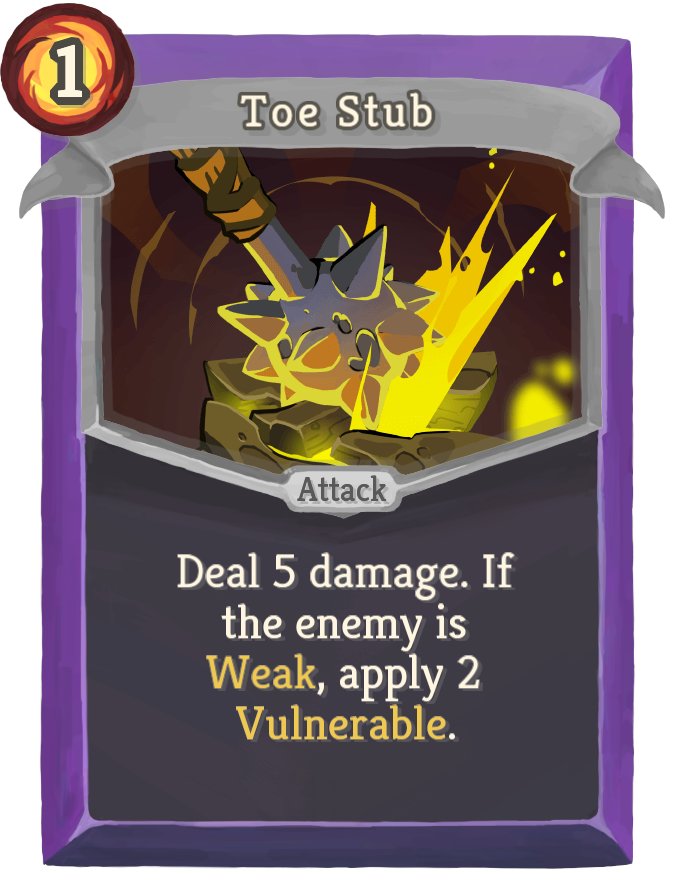 1
Toe Stub
Attack
Deal 5 damage. If
the enemy is
Weak, apply 2
Vulnerable.